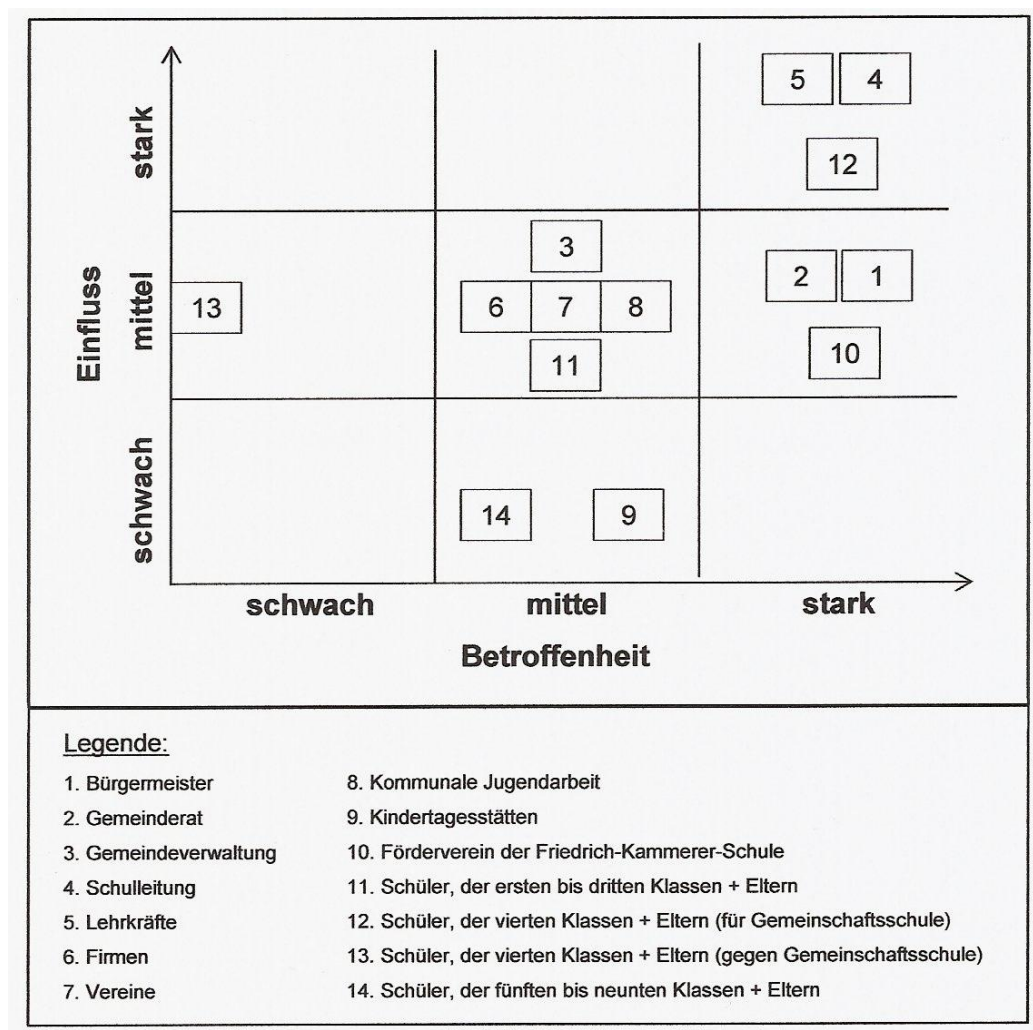 5 4
stark
12
3
2 1
Einfluss
mittel
13
6 7 8
10
11
schwach
14 9
schwach mittel stark
Betroffenheit
Legende:
1. Bürgermeister
2. Gemeinderat
3. Gemeindeverwaltung
4. Schulleitung
5. Lehrkräfte
6. Firmen
7. Vereine
8. Kommunale Jugendarbeit
9. Kindertagesstätten
10. Förderverein der Friedrich-Kammerer-Schule
11. Schüler, der ersten bis dritten Klassen + Eltern
12. Schüler, der vierten Klassen + Eltern (für Gemeinschaftsschule)
13. Schüler, der vierten Klassen + Eltern (gegen Gemeinschaftsschule)
14. Schüler, der fünften bis neunten Klassen + Eltern